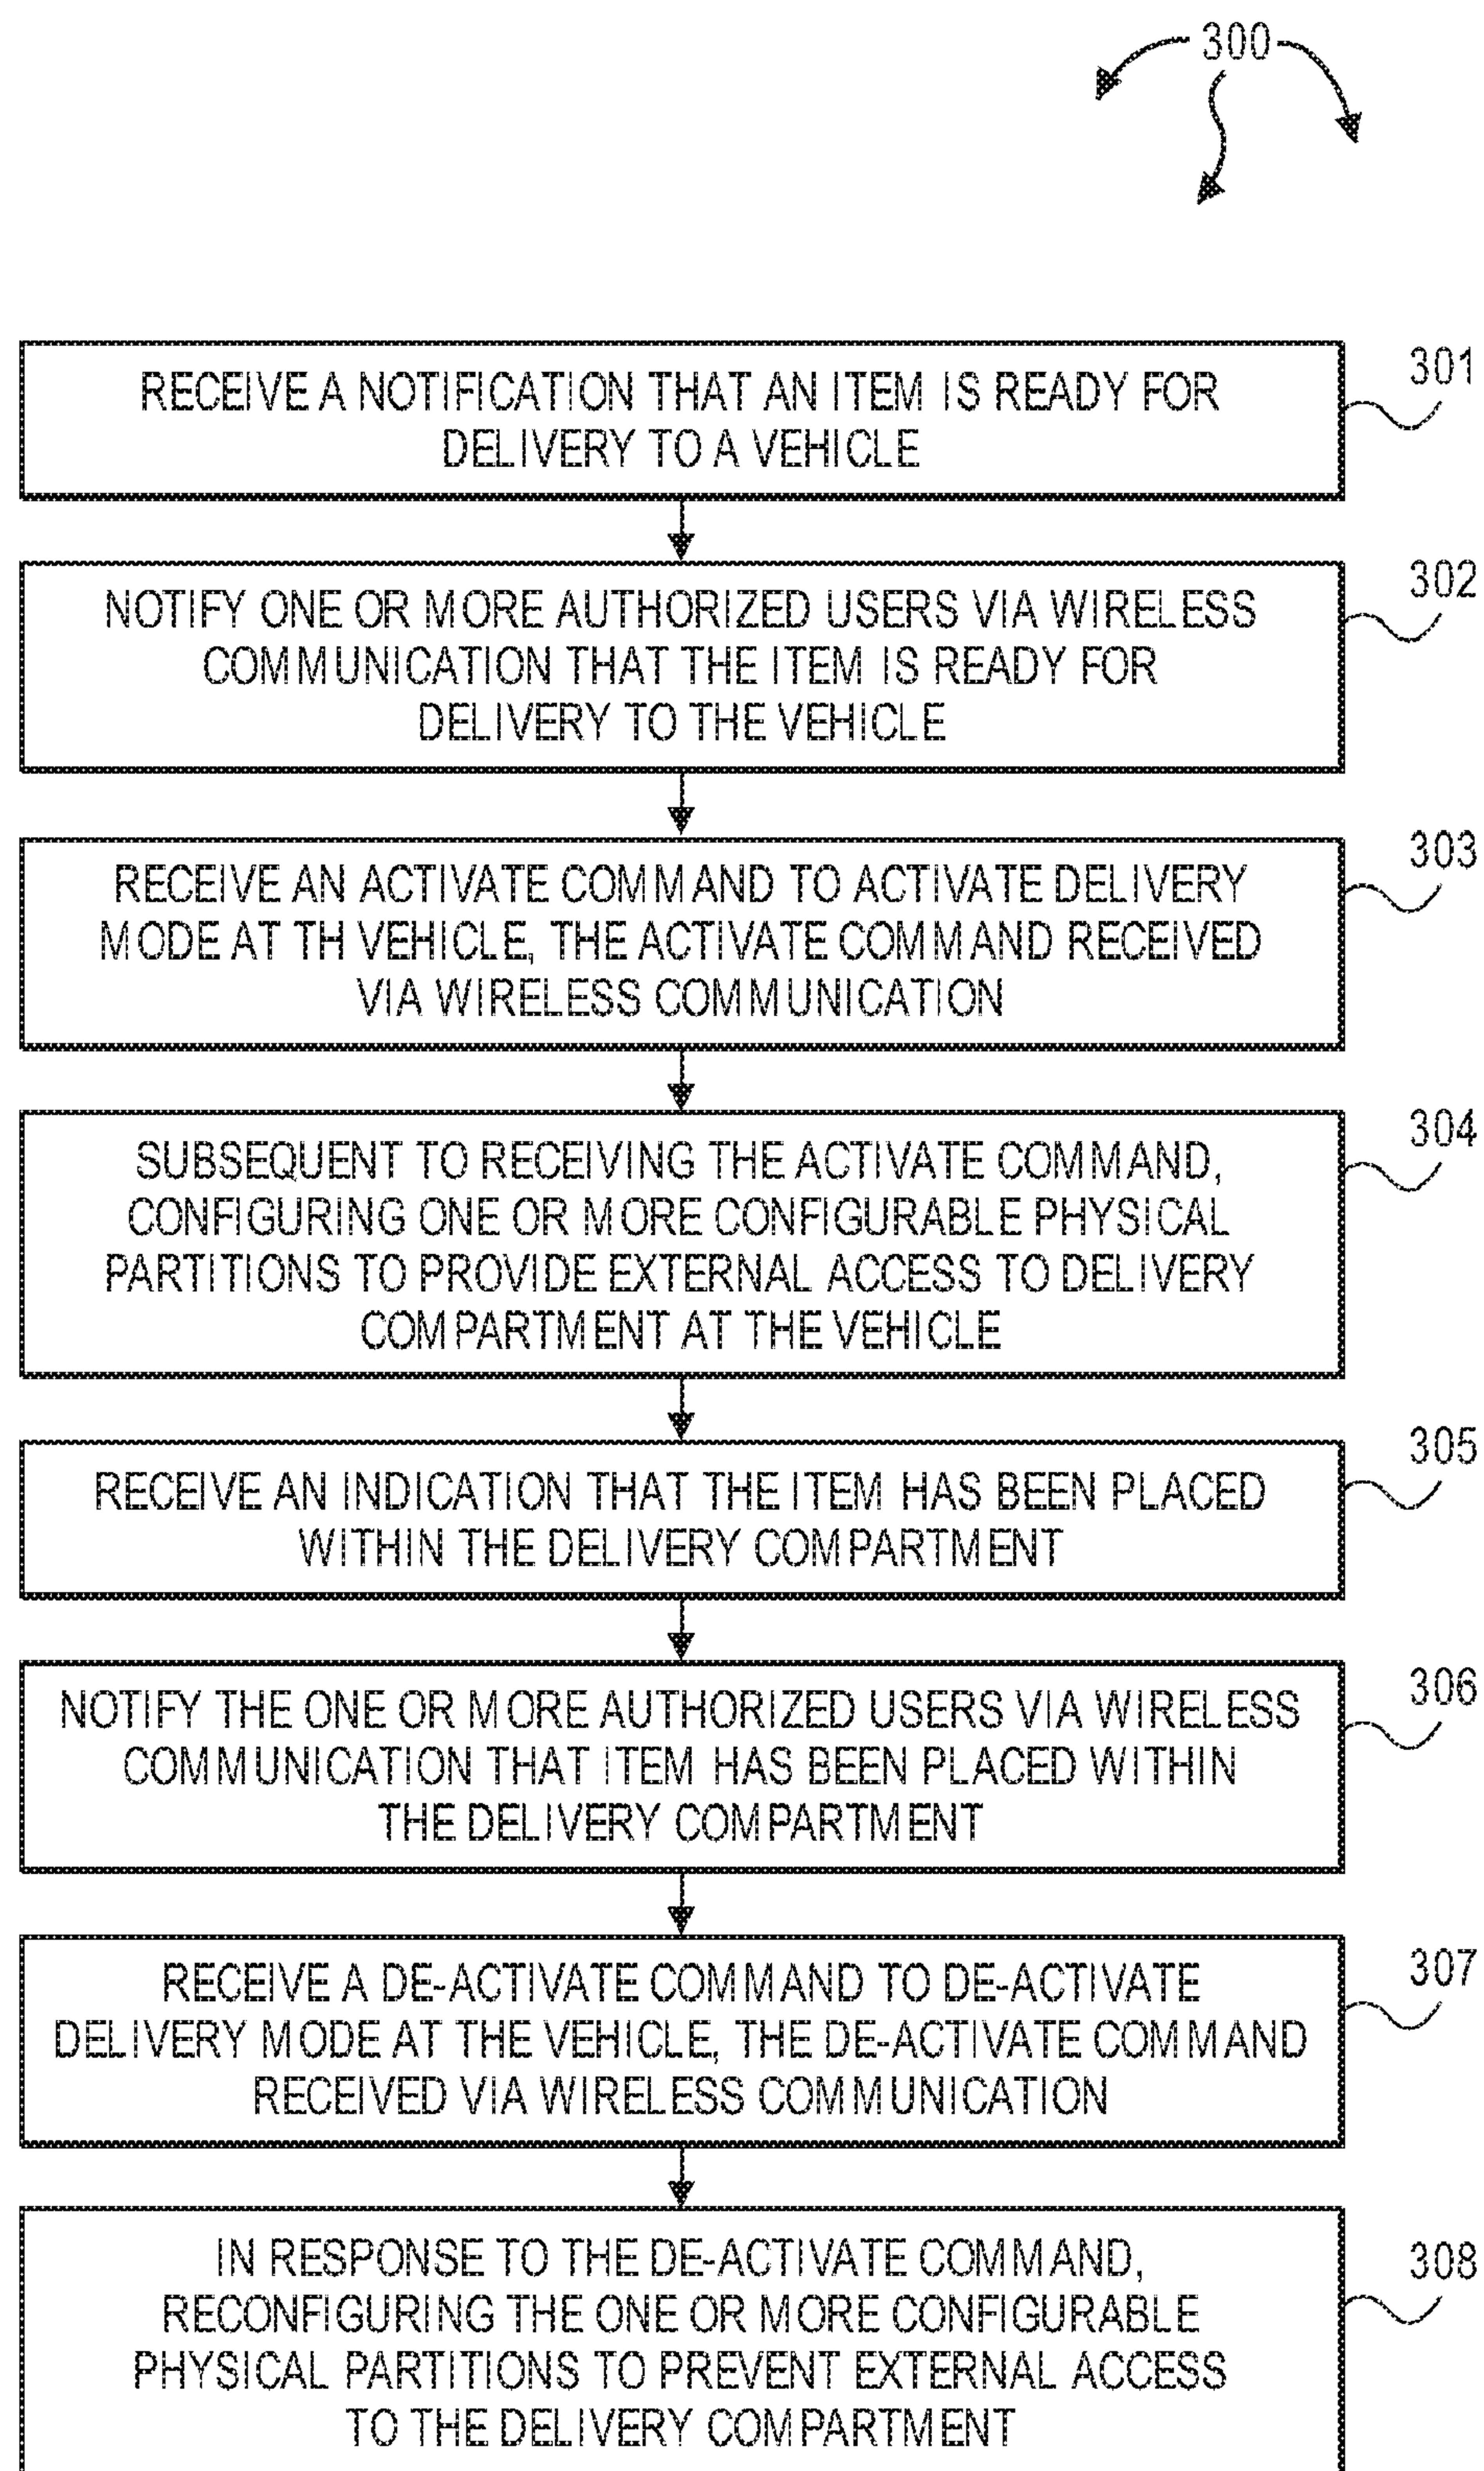 300
301
RECEIVE A NOTIFICATION THAT AN ITEM IS READY FOR
DELIVERY TO A VEHICLE
302
NOTIFY ONE OR MORE AUTHORIZED USERS VIA WIRELESS
COMMUNICATION THAT THE ITEM IS READY FOR
DELIVERY TO THE VEHICLE
303
RECEIVE AN ACTIVATE COMMAND TO ACTIVATE DELIVERY
MODE AT TH VEHICLE, THE ACTIVATE COMMAND RECEIVED
VIA WIRELESS COMMUNICATION
304
SUBSEQUENT TO RECEIVING THE ACTIVATE COMMAND,
CONFIGURING ONE OR MORE CONFIGURABLE PHYSICAL
PARTITIONS TO PROVIDE EXTERNAL ACCESS TO DELIVERY
COMPARTMENT AT THE VEHICLE
305
RECEIVE AN INDICATION THAT THE ITEM HAS BEEN PLACED
WITHIN THE DELIVERY COMPARTMENT
306
NOTIFY THE ONE OR MORE AUTHORIZED USERS VIA WIRELESS
COMMUNICATION THAT ITEM HAS BEEN PLACED WITHIN
THE DELIVERY COMPARTMENT
307
RECEIVE A DE-ACTIVATE COMMAND TO DE-ACTIVATE
DELIVERY MODE AT THE VEHICLE, THE DE-ACTIVATE COMMAND
RECEIVED VIA WIRELESS COMMUNICATION
308
IN RESPONSE TO THE DE-ACTIVATE COMMAND,
RECONFIGURING THE ONE OR MORE CONFIGURABLE
PHYSICAL PARTITIONS TO PREVENT EXTERNAL ACCESS
TO THE DELIVERY COMPARTMENT